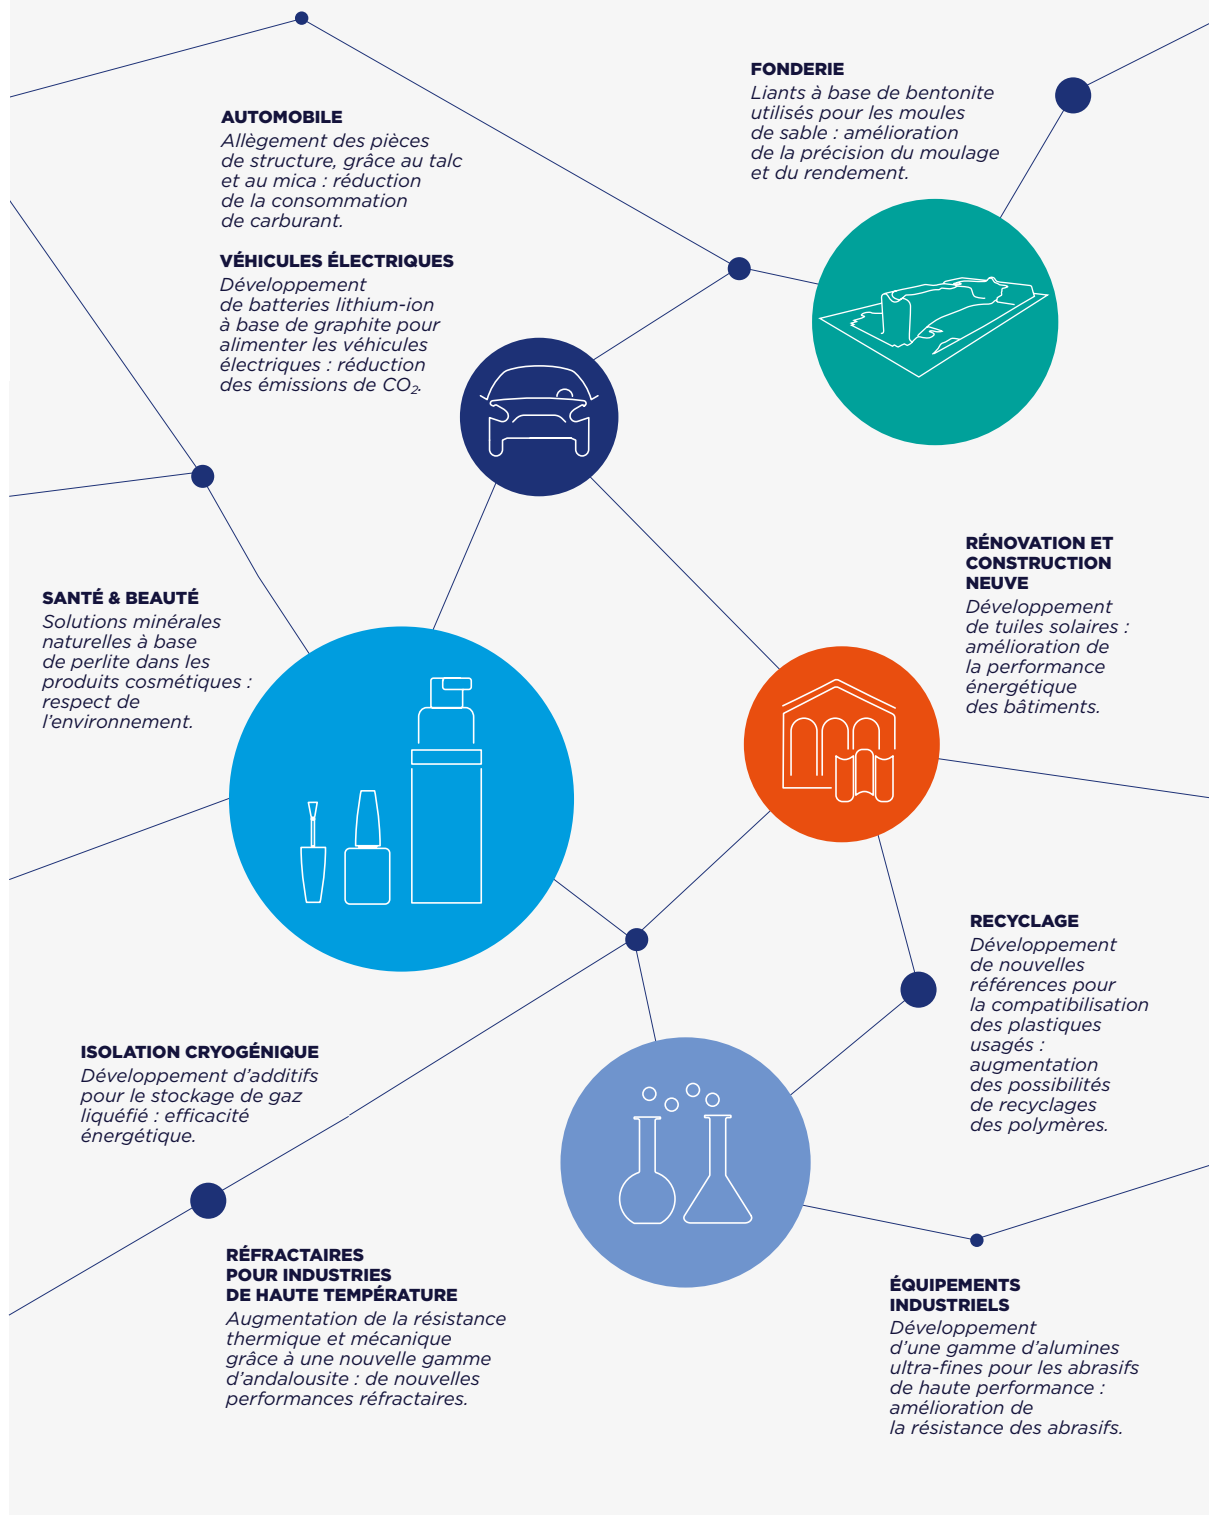 FONDERIE
Liants à base de bentonite
utilisés pour les moules
de sable : amélioration
de la précision du moulage
et du rendement.
AUTOMOBILE
Allègement des pièces
de structure, grâce au talc
et au mica : réduction
de la consommation
de carburant.
VÉHICULES ÉLECTRIQUES
Développement
de batteries lithium-ion
à base de graphite pour
alimenter les véhicules
électriques : réduction
des émissions de CO₂.
RÉNOVATION ET
CONSTRUCTION
NEUVE
Développement
de tuiles solaires :
amélioration de
la performance
énergétique
des bâtiments.
SANTÉ & BEAUTÉ
Solutions minérales
naturelles à base
de perlite dans les
produits cosmétiques :
respect de
l’environnement.
RECYCLAGE
Développement
de nouvelles
références pour
la compatibilisation
des plastiques
usagés :
augmentation
des possibilités
de recyclages
des polymères.
ISOLATION CRYOGÉNIQUE
Développement d’additifs
pour le stockage de gaz
liquéfié : efficacité
énergétique.
RÉFRACTAIRES
POUR INDUSTRIES
DE HAUTE TEMPÉRATURE
Augmentation de la résistance
thermique et mécanique
grâce à une nouvelle gamme
d’andalousite : de nouvelles
performances réfractaires.
ÉQUIPEMENTS
INDUSTRIELS
Développement
d’une gamme d’alumines
ultra-fines pour les abrasifs
de haute performance :
amélioration de
la résistance des abrasifs.